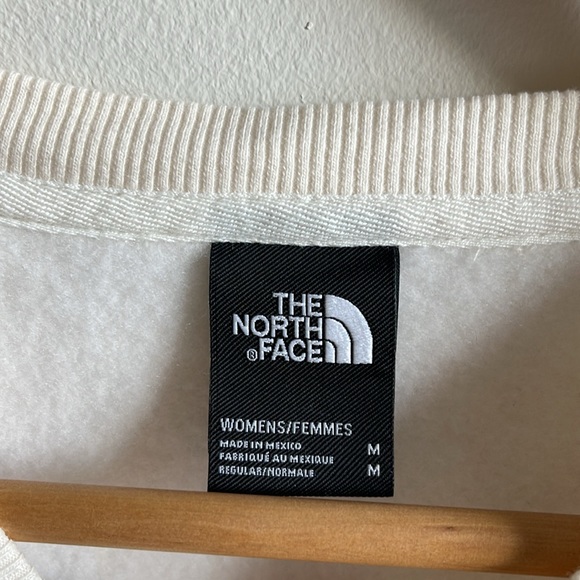 THE
NORTH
®FACE
WOMENS/FEMMES
MADE IN MEXICO M
FABRIQUÉ AU MEXIQUE
REGULAR/NORMALE M